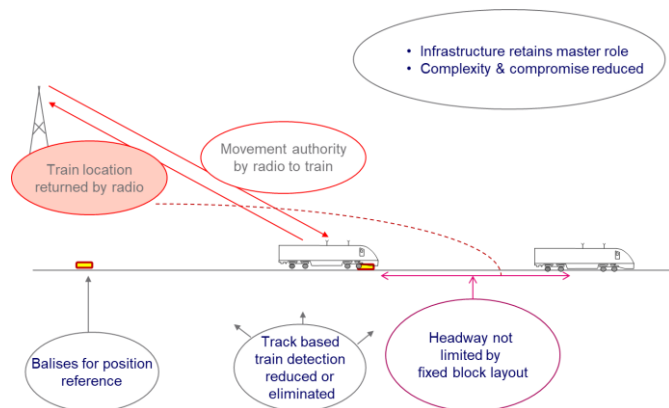 • Infrastructure retains master role
• Complexity & compromise reduced
Movement authority
by radio to train
Train location
returned by radio
Balises for position
reference
Track based
train detection
reduced or
eliminated
Headway not
limited by
fixed block layout